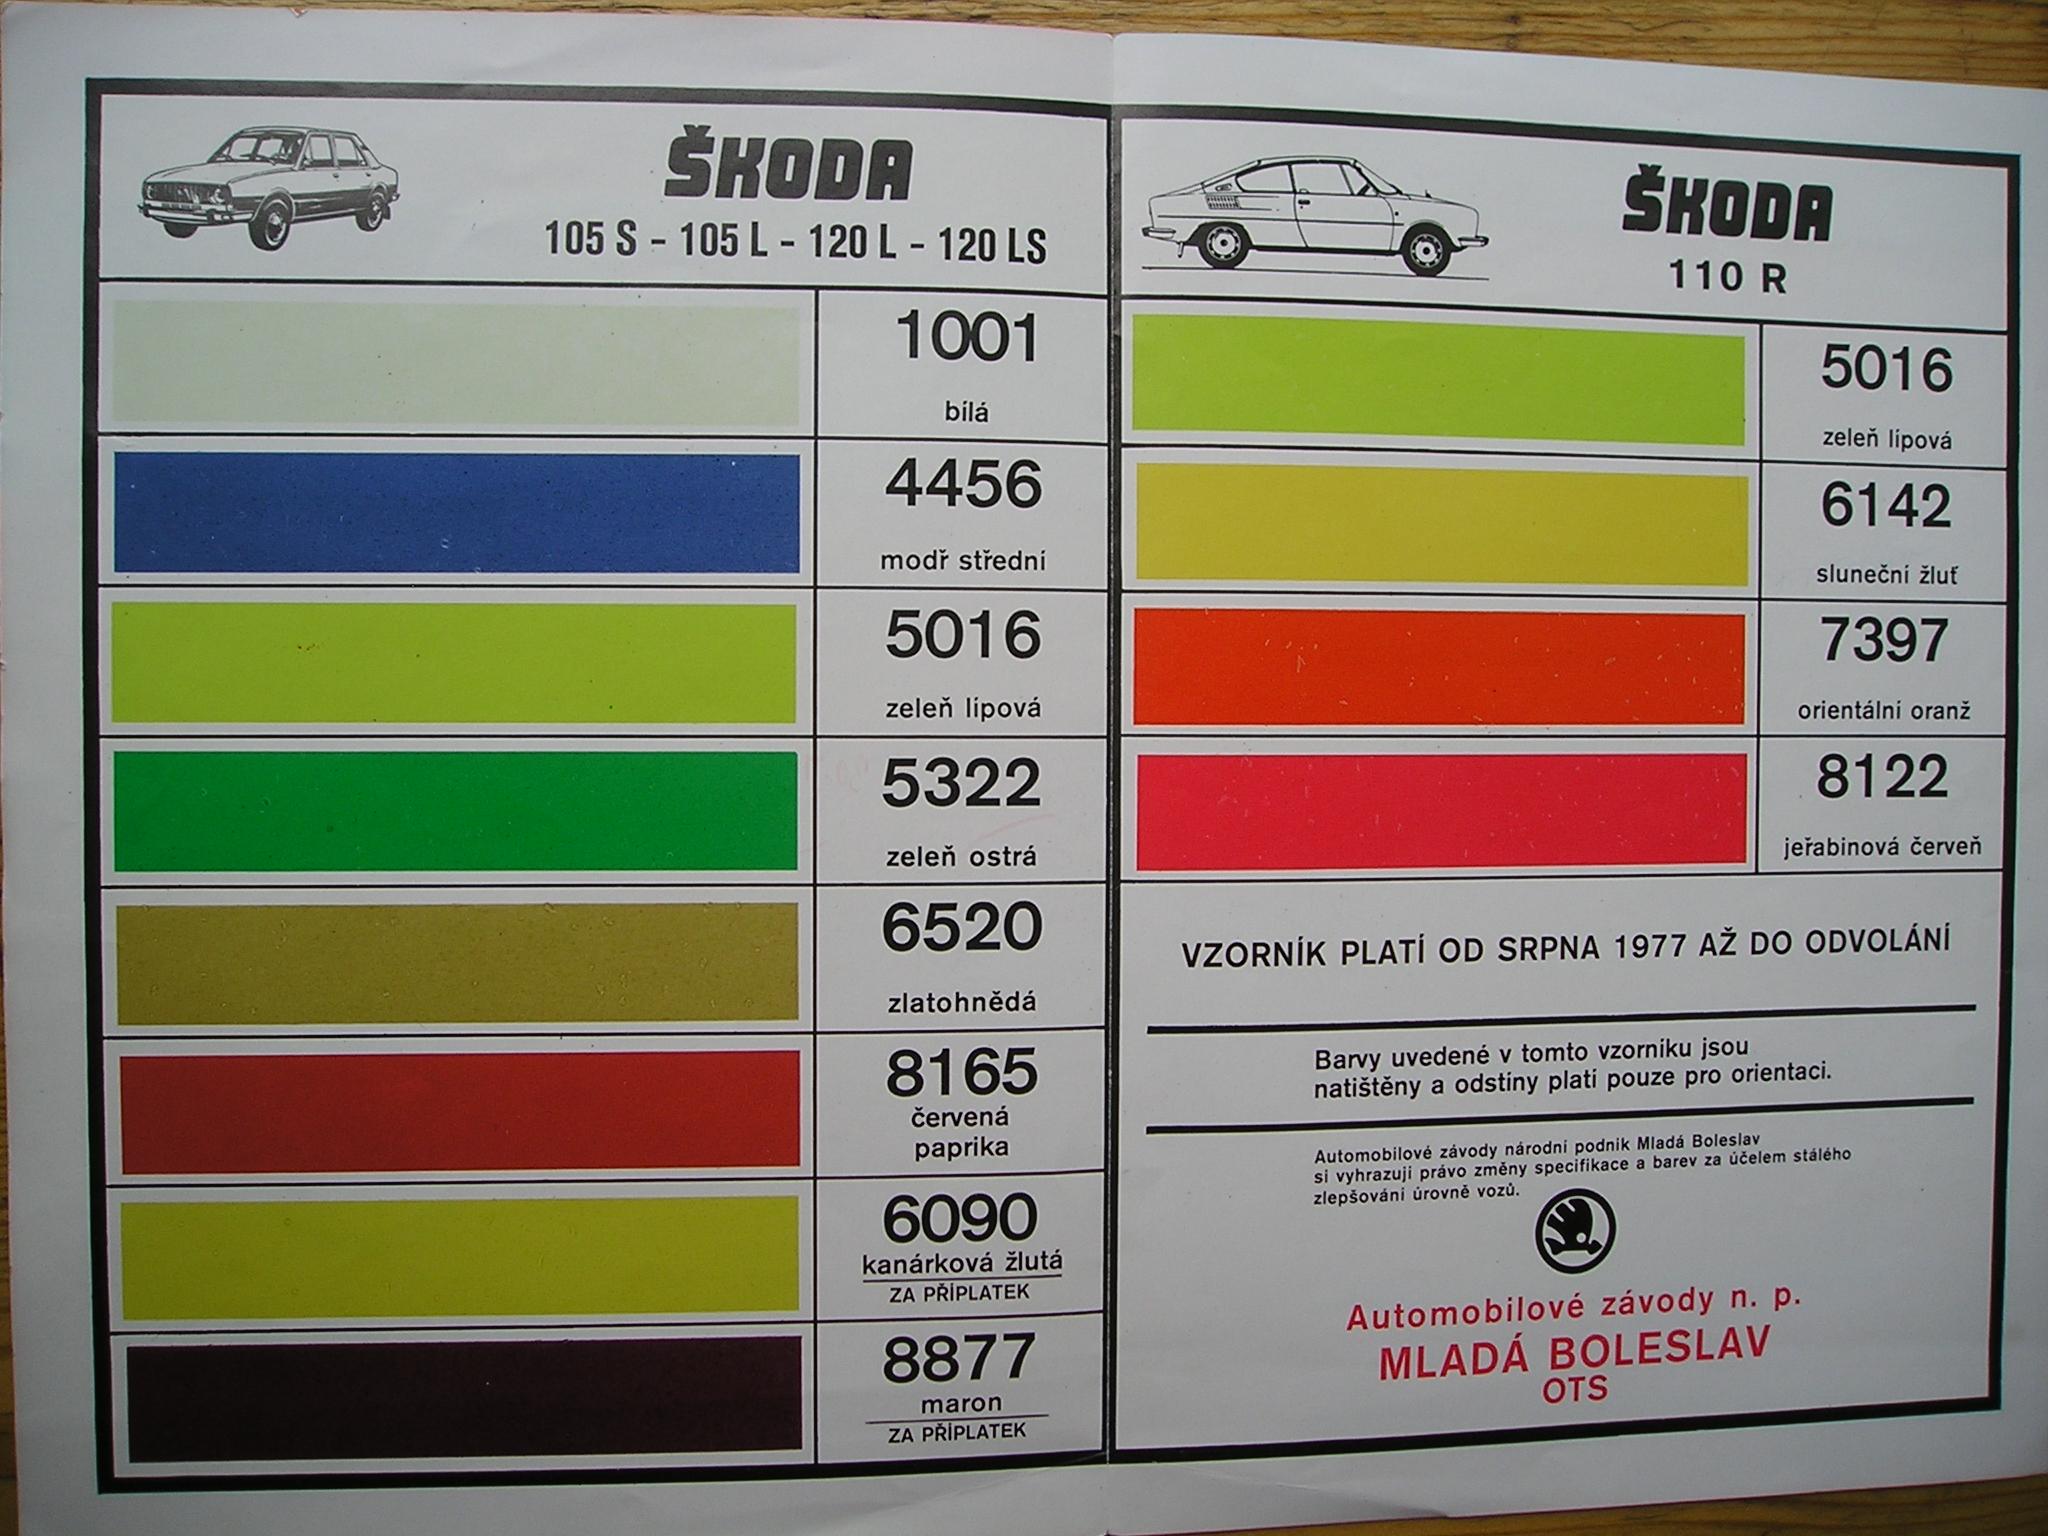 ŠKODA
105 S - 105 L - 120 L - 120 LS
1001
bílá
4456
modř střední
5016
zeleň lípová
5322
zeleň ostrá
6520
zlatohnědá
8165
červená
paprika
6090
kanárková žlutá
ZA PŘÍPLATEK
8877
maron
ZA PŘÍPLATEK
ŠKODA
110 R
5016
zeleň lípová
6142
sluneční žluť
7397
orientální oranž
8122
jeřabinová červeň
VZORNÍK PLATÍ OD SRPNA 1977 AŽ DO ODVOLÁNÍ
Barvy uvedené v tomto vzorníku jsou
natištěny a odstíny platí pouze pro orientaci.
Automobilové závody národní podnik Mladá Boleslav
si vyhrazují právo změny specifikace a barev za účelem stálého
zlepšování úrovně vozů.
Automobilové závody n. p.
MLADÁ BOLESLAV
OTS